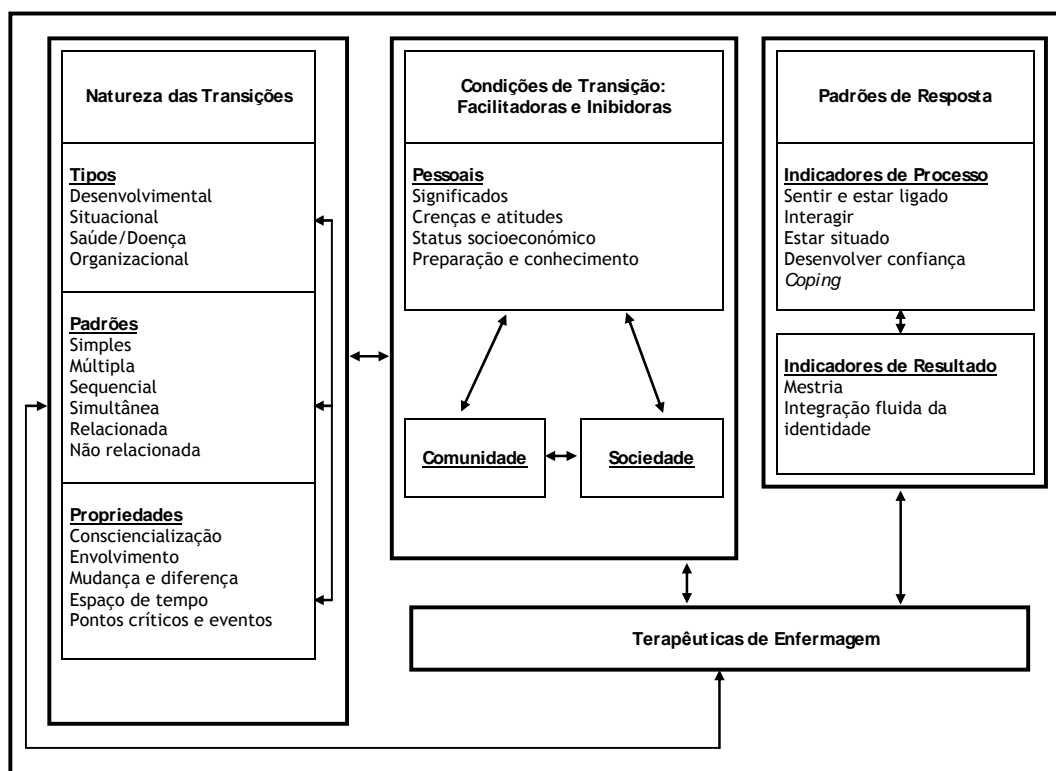 Natureza das Transições
Tipos
Desenvolvimental
Situacional
Saúde/Doença
Organizacional
Padrões
Simples
Múltipla
Sequencial
Simultânea
Relacionada
Não relacionada
Propriedades
Consciencialização
Envolvimento
Mudança e diferença
Espaço de tempo
Pontos críticos e eventos
Condições de Transição:
Facilitadoras e Inibidoras
Pessoais
Significados
Crenças e atitudes
Status socioeconómico
Preparação e conhecimento
Comunidade
Sociedade
Padrões de Resposta
Indicadores de Processo
Sentir e estar ligado
Interagir
Estar situado
Desenvolver confiança
Coping
Indicadores de Resultado
Mestria
Integração fluida da
identidade
Terapêuticas de Enfermagem